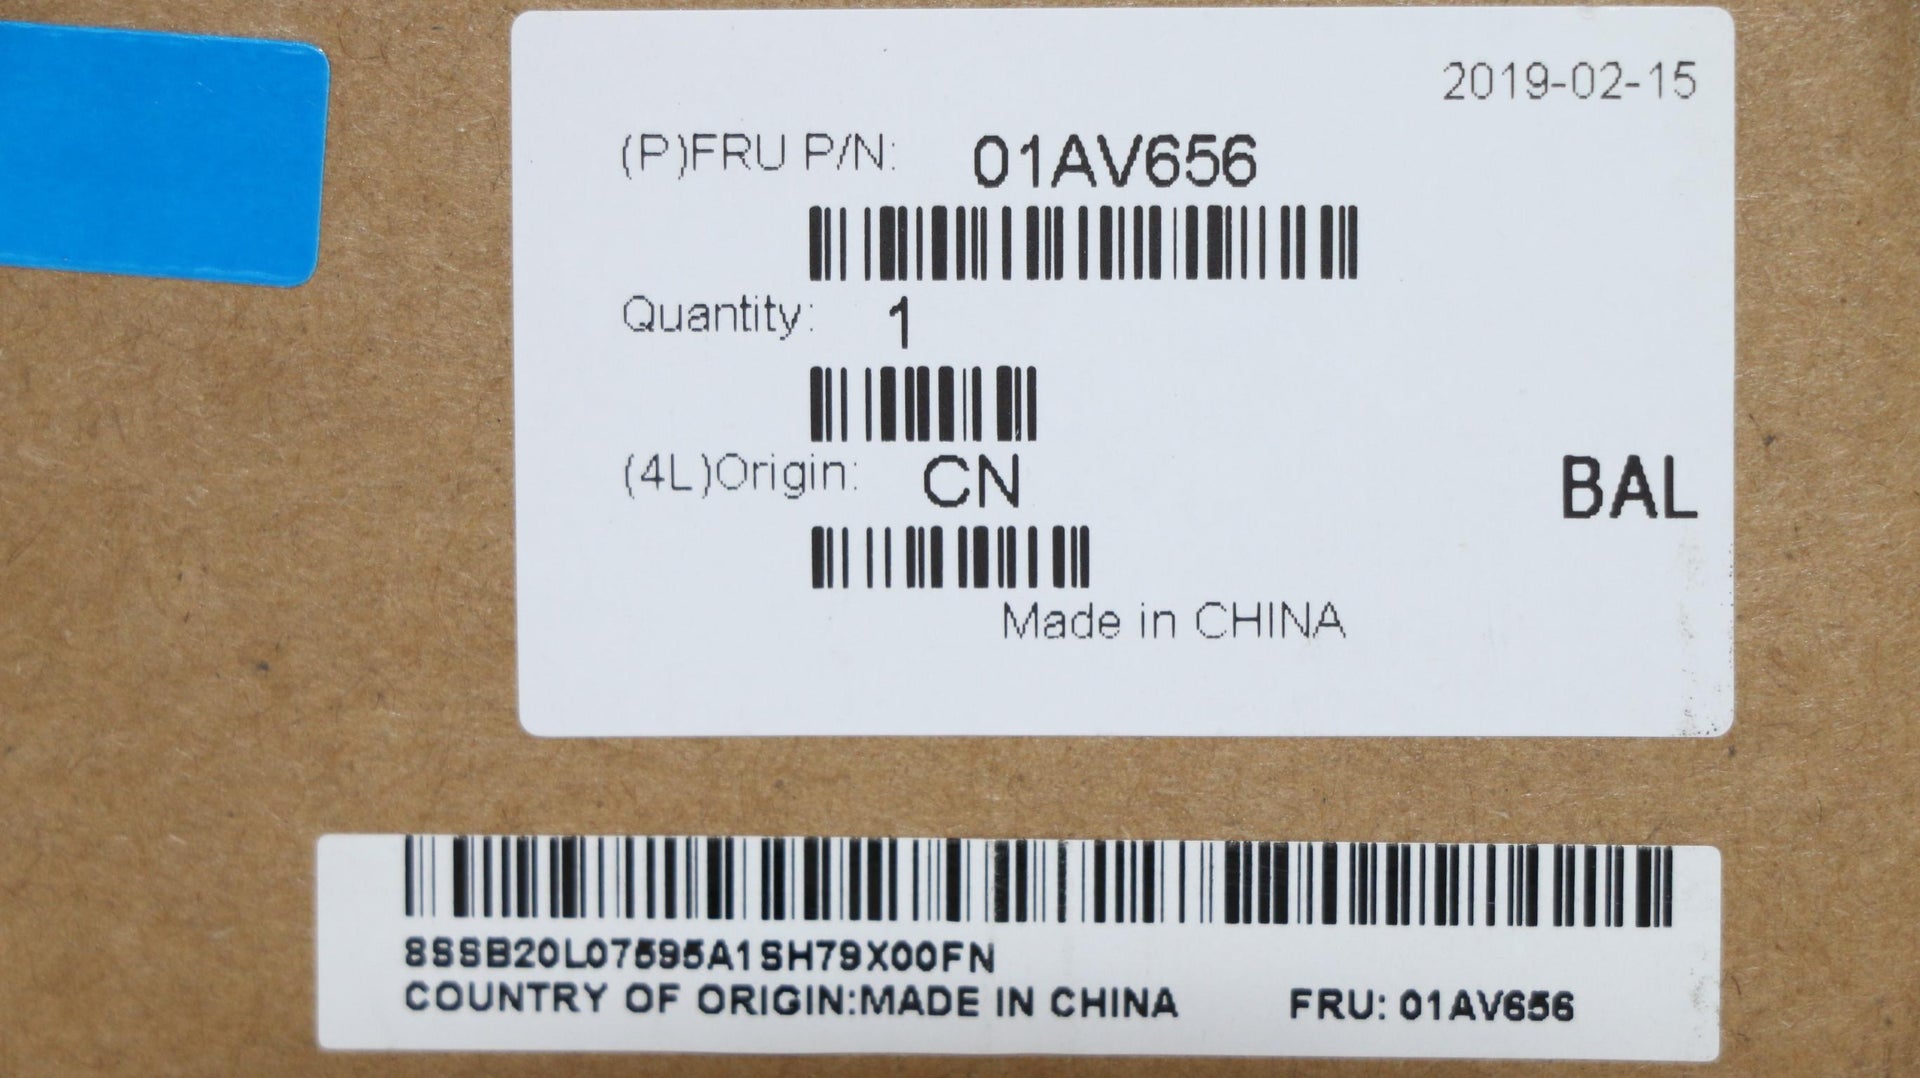 2019-02-15
(P)FRU P/N: 01AV656
Quantity: 1
(4L)Origin: CN
BAL
Made in CHINA
8SSB20L07595A1SH79X00FN
COUNTRY OF ORIGIN:MADE IN CHINA FRU: 01AV656